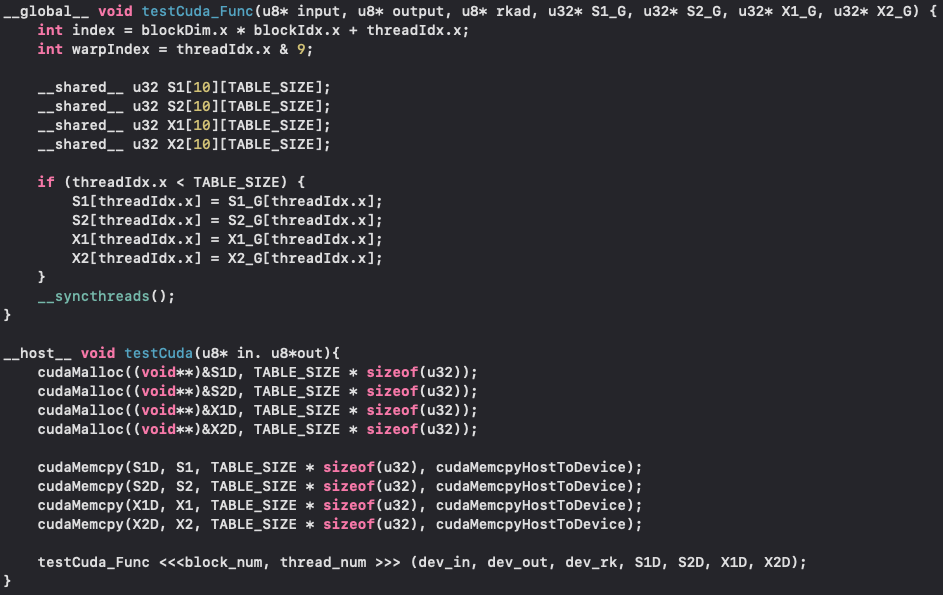 __global__ void testCuda_Func(u8* input, u8* output, u8* rkad, u32* S1_G, u32* S2_G, u32* X1_G, u32* X2_G) {
    int index = blockDim.x * blockIdx.x + threadIdx.x;
    int warpIndex = threadIdx.x & 9;

    __shared__ u32 S1[10][TABLE_SIZE];
    __shared__ u32 S2[10][TABLE_SIZE];
    __shared__ u32 X1[10][TABLE_SIZE];
    __shared__ u32 X2[10][TABLE_SIZE];

    if (threadIdx.x < TABLE_SIZE) {
        S1[threadIdx.x] = S1_G[threadIdx.x];
        S2[threadIdx.x] = S2_G[threadIdx.x];
        X1[threadIdx.x] = X1_G[threadIdx.x];
        X2[threadIdx.x] = X2_G[threadIdx.x];
    }
    __syncthreads();
}

__host__ void testCuda(u8* in. u8*out){
    cudaMalloc((void**)&S1D, TABLE_SIZE * sizeof(u32));
    cudaMalloc((void**)&S2D, TABLE_SIZE * sizeof(u32));
    cudaMalloc((void**)&X1D, TABLE_SIZE * sizeof(u32));
    cudaMalloc((void**)&X2D, TABLE_SIZE * sizeof(u32));

    cudaMemcpy(S1D, S1, TABLE_SIZE * sizeof(u32), cudaMemcpyHostToDevice);
    cudaMemcpy(S2D, S2, TABLE_SIZE * sizeof(u32), cudaMemcpyHostToDevice);
    cudaMemcpy(X1D, X1, TABLE_SIZE * sizeof(u32), cudaMemcpyHostToDevice);
    cudaMemcpy(X2D, X2, TABLE_SIZE * sizeof(u32), cudaMemcpyHostToDevice);

    testCuda_Func <<<block_num, thread_num >>> (dev_in, dev_out, dev_rk, S1D, S2D, X1D, X2D);
}